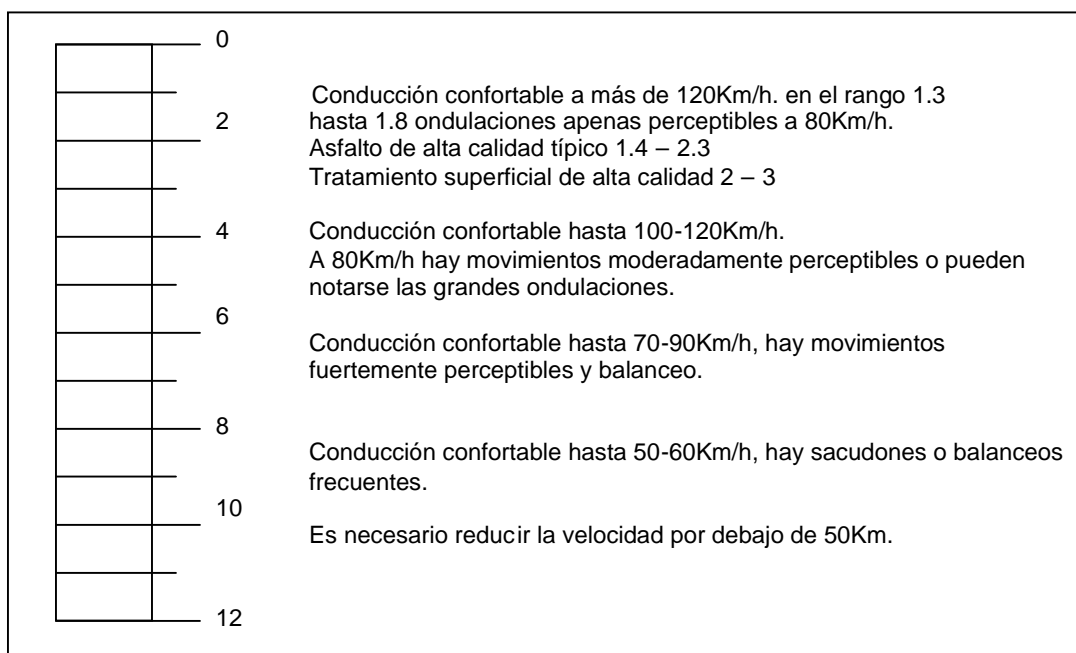 0
Conducción confortable a más de 120Km/h. en el rango 1.3
2
hasta 1.8 ondulaciones apenas perceptibles a 80Km/h.
Asfalto de alta calidad típico 1.4 – 2.3
Tratamiento superficial de alta calidad 2 – 3
4
Conducción confortable hasta 100-120Km/h.
A 80Km/h hay movimientos moderadamente perceptibles o pueden
notarse las grandes ondulaciones.
6
Conducción confortable hasta 70-90Km/h, hay movimientos
fuertemente perceptibles y balanceo.
8
Conducción confortable hasta 50-60Km/h, hay sacudones o balanceos
frecuentes.
10
Es necesario reducir la velocidad por debajo de 50Km.
12